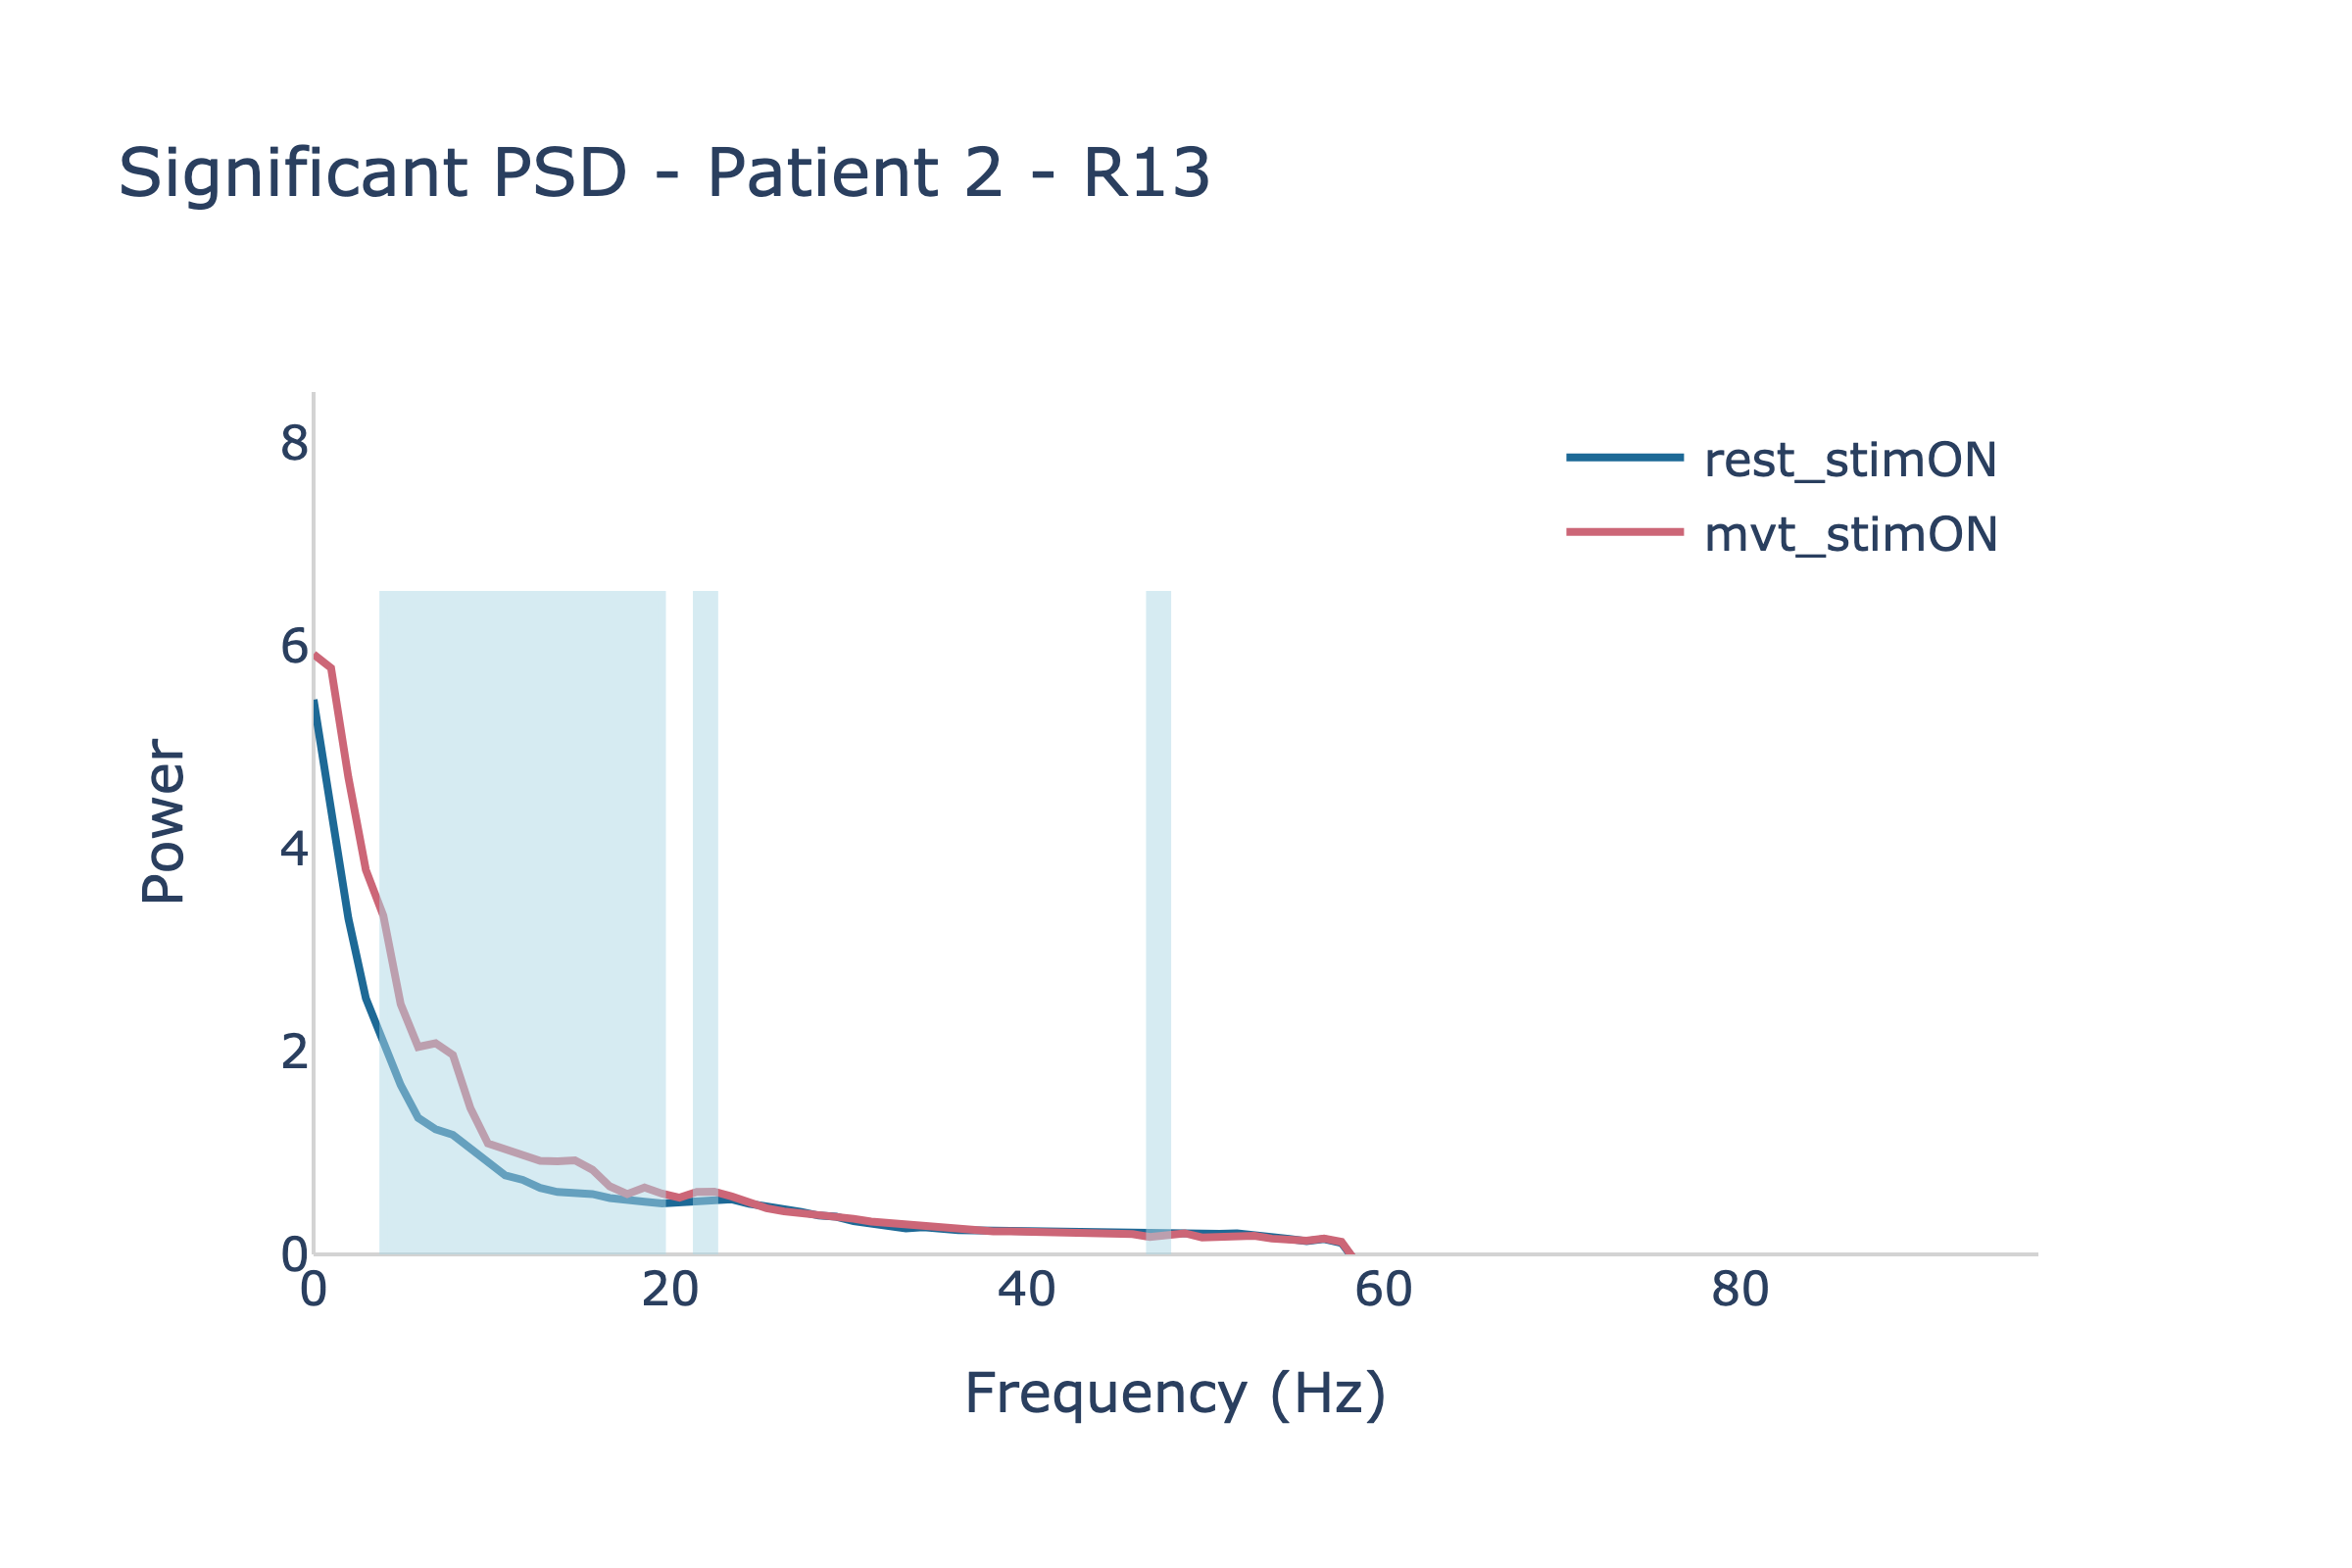 Significant PSD - Patient 2 - R13
rest_stimON
mvt_stimON
8
6
4
2
0
Power
0 20 40 60 80
Frequency (Hz)